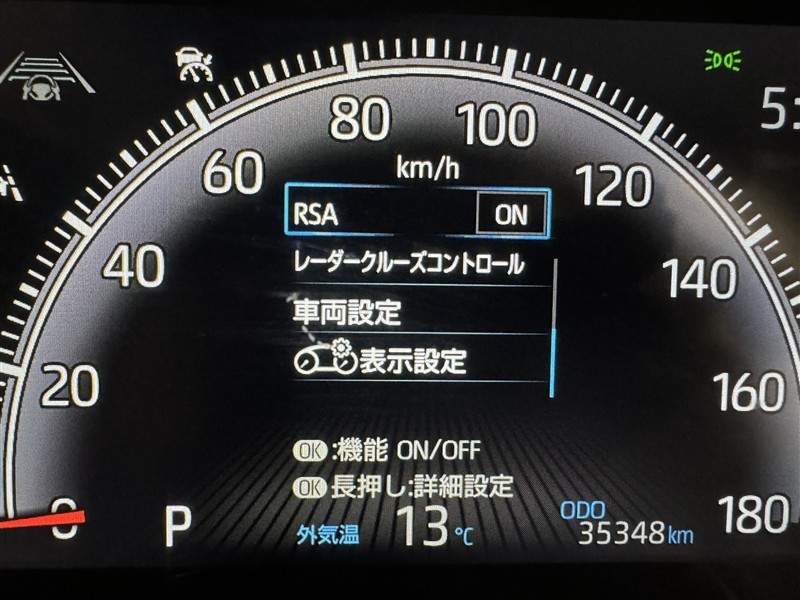 80
100
5:
60
km/h
120
RSA ON
40
レーダークルーズコントロール
140
車両設定
20
表示設定
160
OK:機能 ON/OFF
OK長押し:詳細設定
0
P
外気温 13℃
ODO
35348km
180